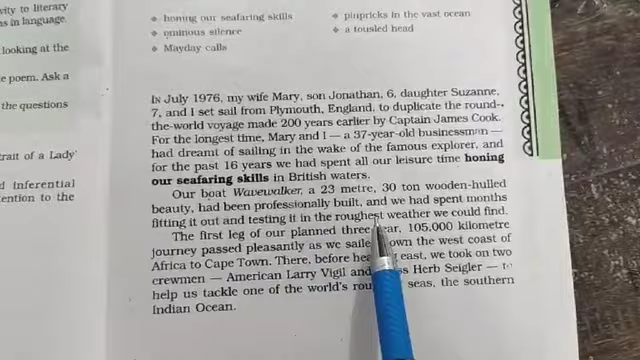 vity to literary
s in language.
looking at the
e poem. Ask a
the questions
trait of a Lady'
d inferential
ention to the
❖ honing our seafaring skills
❖ ominous silence
❖ Mayday calls
❖ pinpricks in the vast ocean
❖ a tousled head
IN July 1976, my wife Mary, son Jonathan, 6, daughter Suzanne,
7, and I set sail from Plymouth, England, to duplicate the round-
the-world voyage made 200 years earlier by Captain James Cook.
For the longest time, Mary and I — a 37-year-old businessman —
had dreamt of sailing in the wake of the famous explorer, and
for the past 16 years we had spent all our leisure time honing
our seafaring skills in British waters.
Our boat Wavewalker, a 23 metre, 30 ton wooden-hulled
beauty, had been professionally built, and we had spent months
fitting it out and testing it in the roughest weather we could find.
The first leg of our planned three ear, 105,000 kilometre
journey passed pleasantly as we saile own the west coast of
Africa to Cape Town. There, before hea east, we took on two
crewmen — American Larry Vigil and ss Herb Seigler — to
help us tackle one of the world's rou seas, the southern
Indian Ocean.